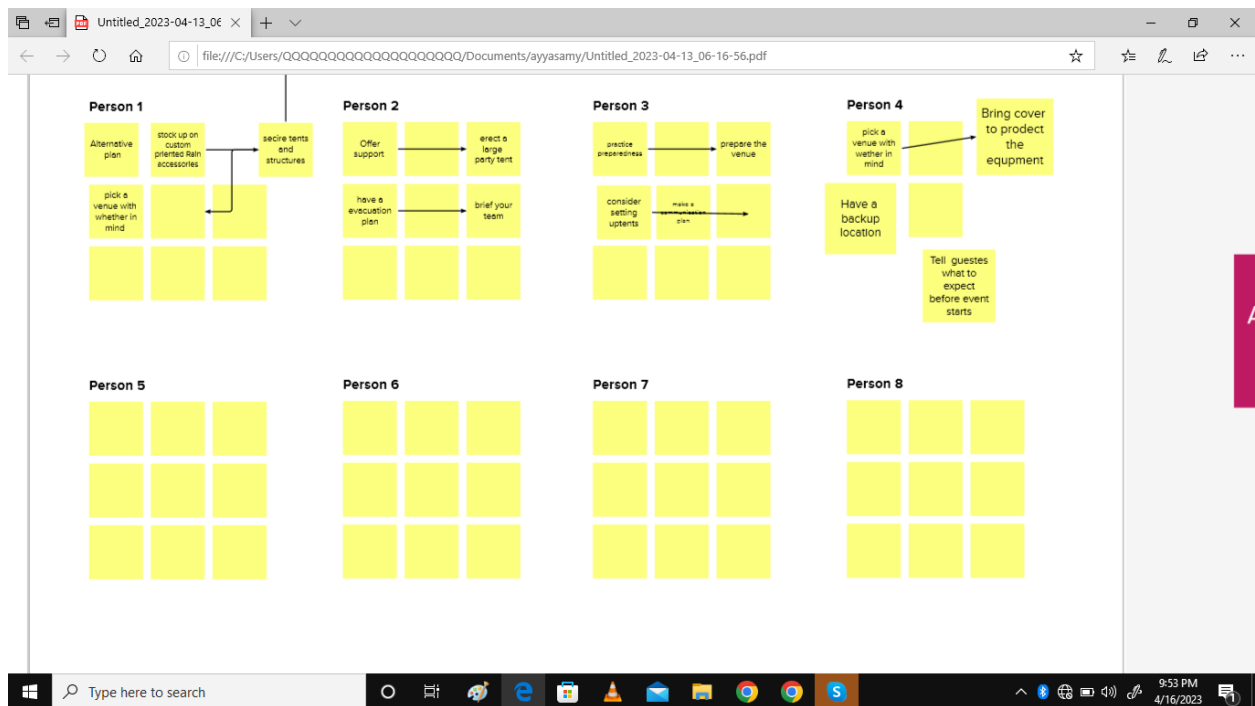 Untitled_2023-04-13_06
file:///C:/Users/QQQQQQQQQQQQQQQQQQQQ/Documents/ayyasamy/Untitled_2023-04-13_06-16-56.pdf
Person 1
Alternative
plan
stock up on
custom
priented Rain
accessories
secire tents
and
structures
pick a
venue with
whether in
mind
Person 2
Offer
support
erect a
large
party tent
have a
evacuation
plan
brief your
team
Person 3
practice
preparedness
prepare the
venue
consider
setting
uptents
make a
communication
plan
Person 4
pick a
venue with
wether in
mind
Bring cover
to prodect
the
equpment
Have a
backup
location
Tell guestes
what to
expect
before event
starts
A
Person 5
Person 6
Person 7
Person 8
Type here to search
9:53 PM
4/16/2023